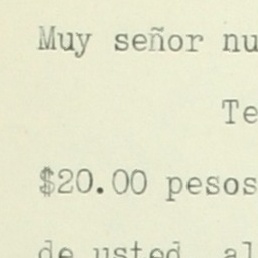 Muy señor nu
Te
$20.00 pesos
de usted, al